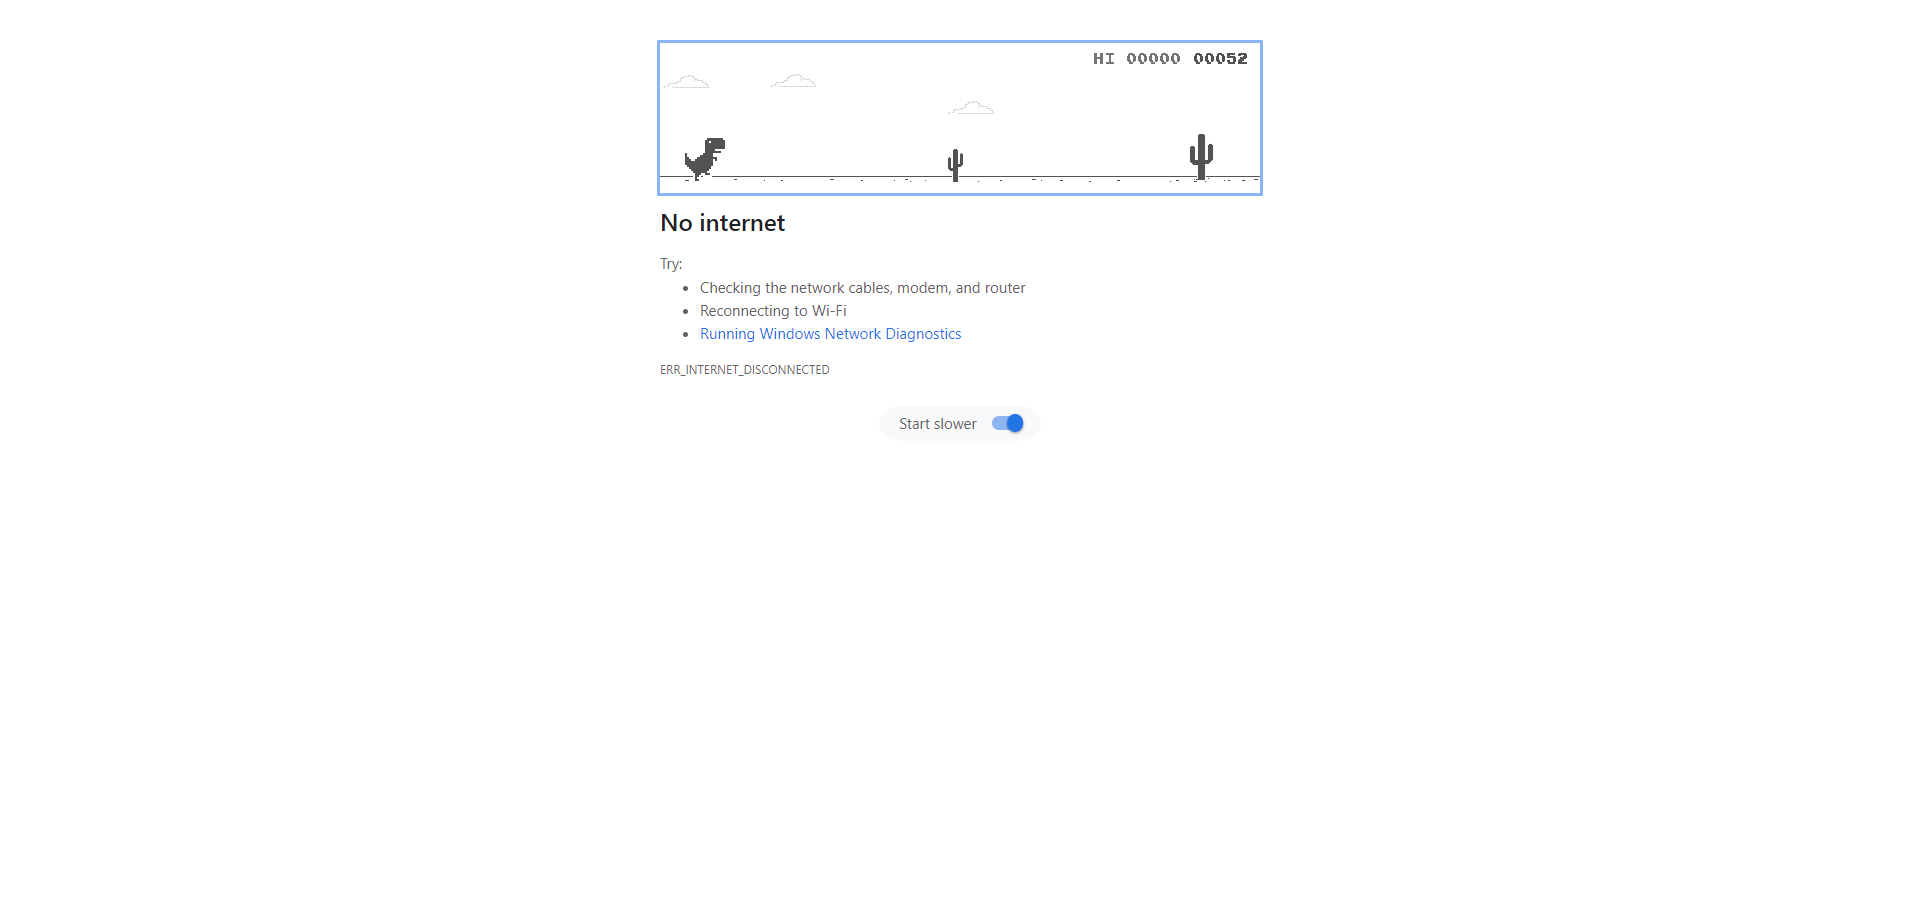 HI 00000 00052
No internet
Try:
Checking the network cables, modem, and router
Reconnecting to Wi-Fi
Running Windows Network Diagnostics
ERR_INTERNET_DISCONNECTED
Start slower